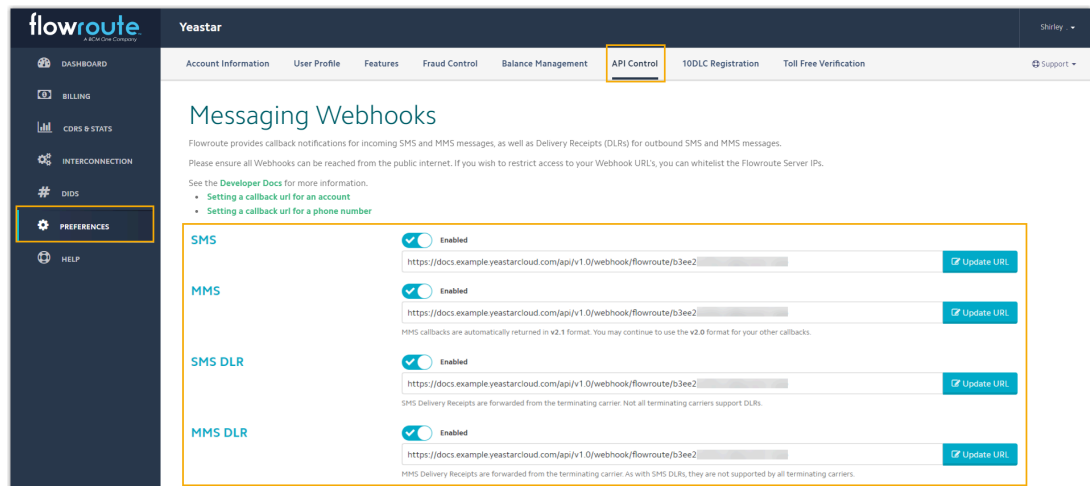 flowroute
A BCM One Company
Yeastar
Shirley ..
DASHBOARD
BILLING
CDRS & STATS
INTERCONNECTION
DIDS
PREFERENCES
HELP
Account Information User Profile Features Fraud Control Balance Management API Control 10DLC Registration Toll Free Verification Support
Messaging Webhooks
Flowroute provides callback notifications for incoming SMS and MMS messages, as well as Delivery Receipts (DLRs) for outbound SMS and MMS messages.
Please ensure all Webhooks can be reached from the public internet. If you wish to restrict access to your Webhook URL's, you can whitelist the Flowroute Server IPs.
See the Developer Docs for more information.
• Setting a callback url for an account
• Setting a callback url for a phone number
SMS Enabled
https://docs.example.yeastarcloud.com/api/v1.0/webhook/flowroute/b3ee2 Update URL
MMS Enabled
https://docs.example.yeastarcloud.com/api/v1.0/webhook/flowroute/b3ee2 Update URL
MMS callbacks are automatically returned in v2.1 format. You may continue to use the v2.0 format for your other callbacks.
SMS DLR Enabled
https://docs.example.yeastarcloud.com/api/v1.0/webhook/flowroute/b3ee2 Update URL
SMS Delivery Receipts are forwarded from the terminating carrier. Not all terminating carriers support DLRs.
MMS DLR Enabled
https://docs.example.yeastarcloud.com/api/v1.0/webhook/flowroute/b3ee2 Update URL
MMS Delivery Receipts are forwarded from the terminating carrier. As with SMS DLRs, they are not supported by all terminating carriers.